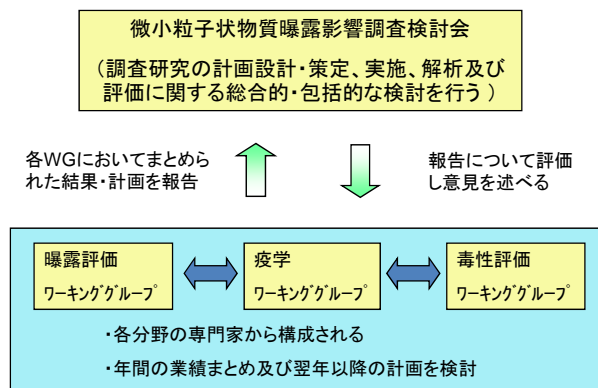 微小粒子状物質曝露影響調査検討会
（調査研究の計画設計・策定、実施、解析及び
評価に関する総合的・包括的な検討を行う）
各WGにおいてまとめら
れた結果・計画を報告
報告について評価
し意見を述べる
曝露評価
ﾜｰｷﾝｸﾞｸﾞﾙｰﾌﾟ
疫学
ﾜｰｷﾝｸﾞｸﾞﾙｰﾌﾟ
毒性評価
ﾜｰｷﾝｸﾞｸﾞﾙｰﾌﾟ
・各分野の専門家から構成される
・年間の業績まとめ及び翌年以降の計画を検討